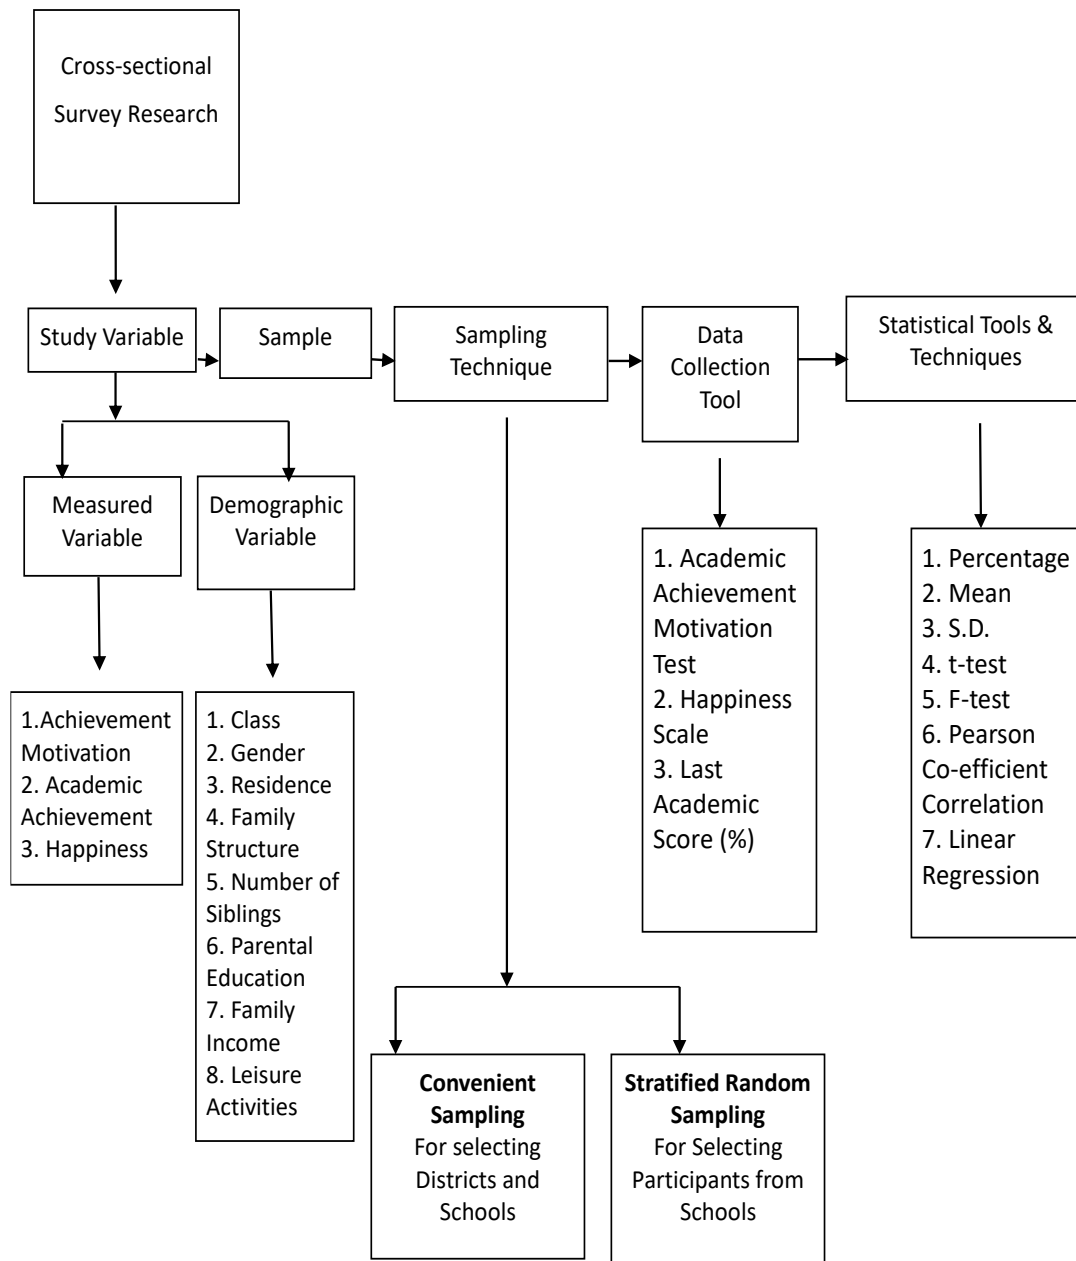 Cross-sectional
Survey Research
Study Variable
Sample
Sampling
Technique
Data
Collection
Tool
Statistical Tools &
Techniques
Measured
Variable
Demographic
Variable
1.Achievement
Motivation
2. Academic
Achievement
3. Happiness
1. Class
2. Gender
3. Residence
4. Family
Structure
5. Number of
Siblings
6. Parental
Education
7. Family
Income
8. Leisure
Activities
1. Academic
Achievement
Motivation
Test
2. Happiness
Scale
3. Last
Academic
Score (%)
1. Percentage
2. Mean
3. S.D.
4. t-test
5. F-test
6. Pearson
Co-efficient
Correlation
7. Linear
Regression
Convenient
Sampling
For selecting
Districts and
Schools
Stratified Random
Sampling
For Selecting
Participants from
Schools